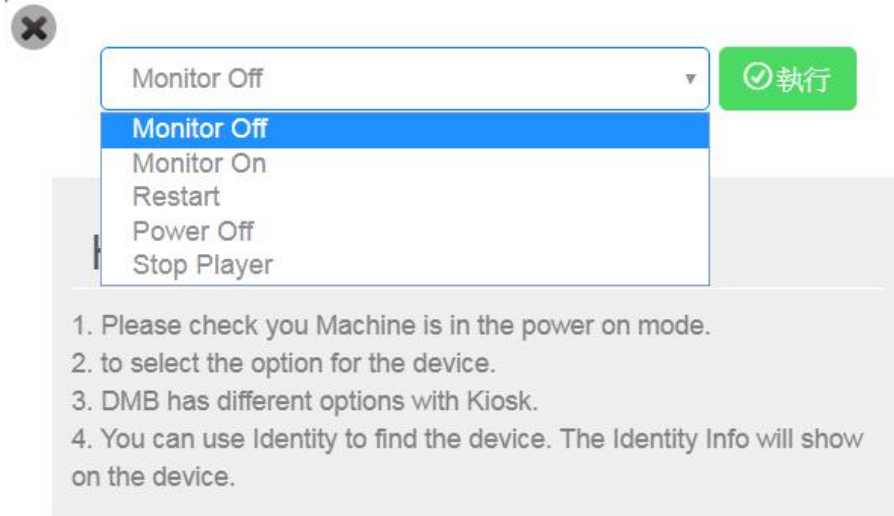 Monitor Off
執行
Monitor Off
Monitor On
Restart
Power Off
Stop Player
1. Please check you Machine is in the power on mode.
2. to select the option for the device.
3. DMB has different options with Kiosk.
4. You can use Identity to find the device. The Identity Info will show
on the device.